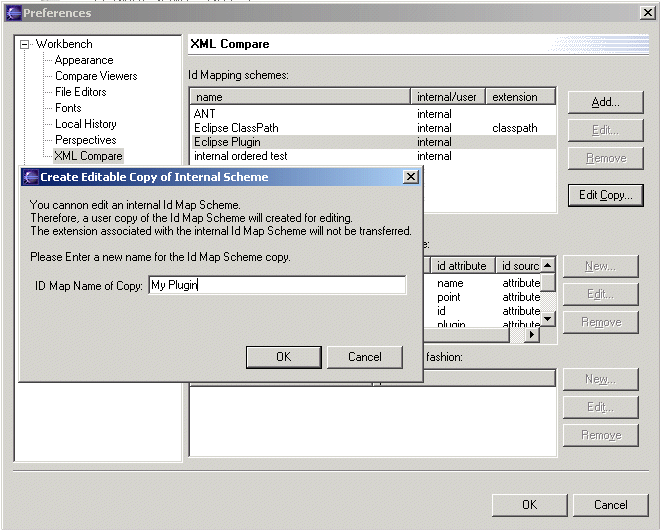 Preferences
Workbench
Appearance
Compare Viewers
File Editors
Fonts
Local History
Perspectives
XML Compare
XML Compare
Id Mapping schemes:
name internal/user extension
ANT internal
Eclipse ClassPath internal classpath
Eclipse Plugin internal
internal ordered test internal
Add...
Edit...
Remove
Edit Copy...
Create Editable Copy of Internal Scheme
You cannon edit an internal Id Map Scheme.
Therefore, a user copy of the Id Map Scheme will created for editing.
The extension associated with the internal Id Map Scheme will not be transferred.
Please Enter a new name for the Id Map Scheme copy.
ID Map Name of Copy: My Plugin
OK Cancel
id attribute id sourc
name attribute
point attribute
id attribute
plugin attribute
New...
Edit...
Remove
fashion:
New...
Edit...
Remove
OK Cancel